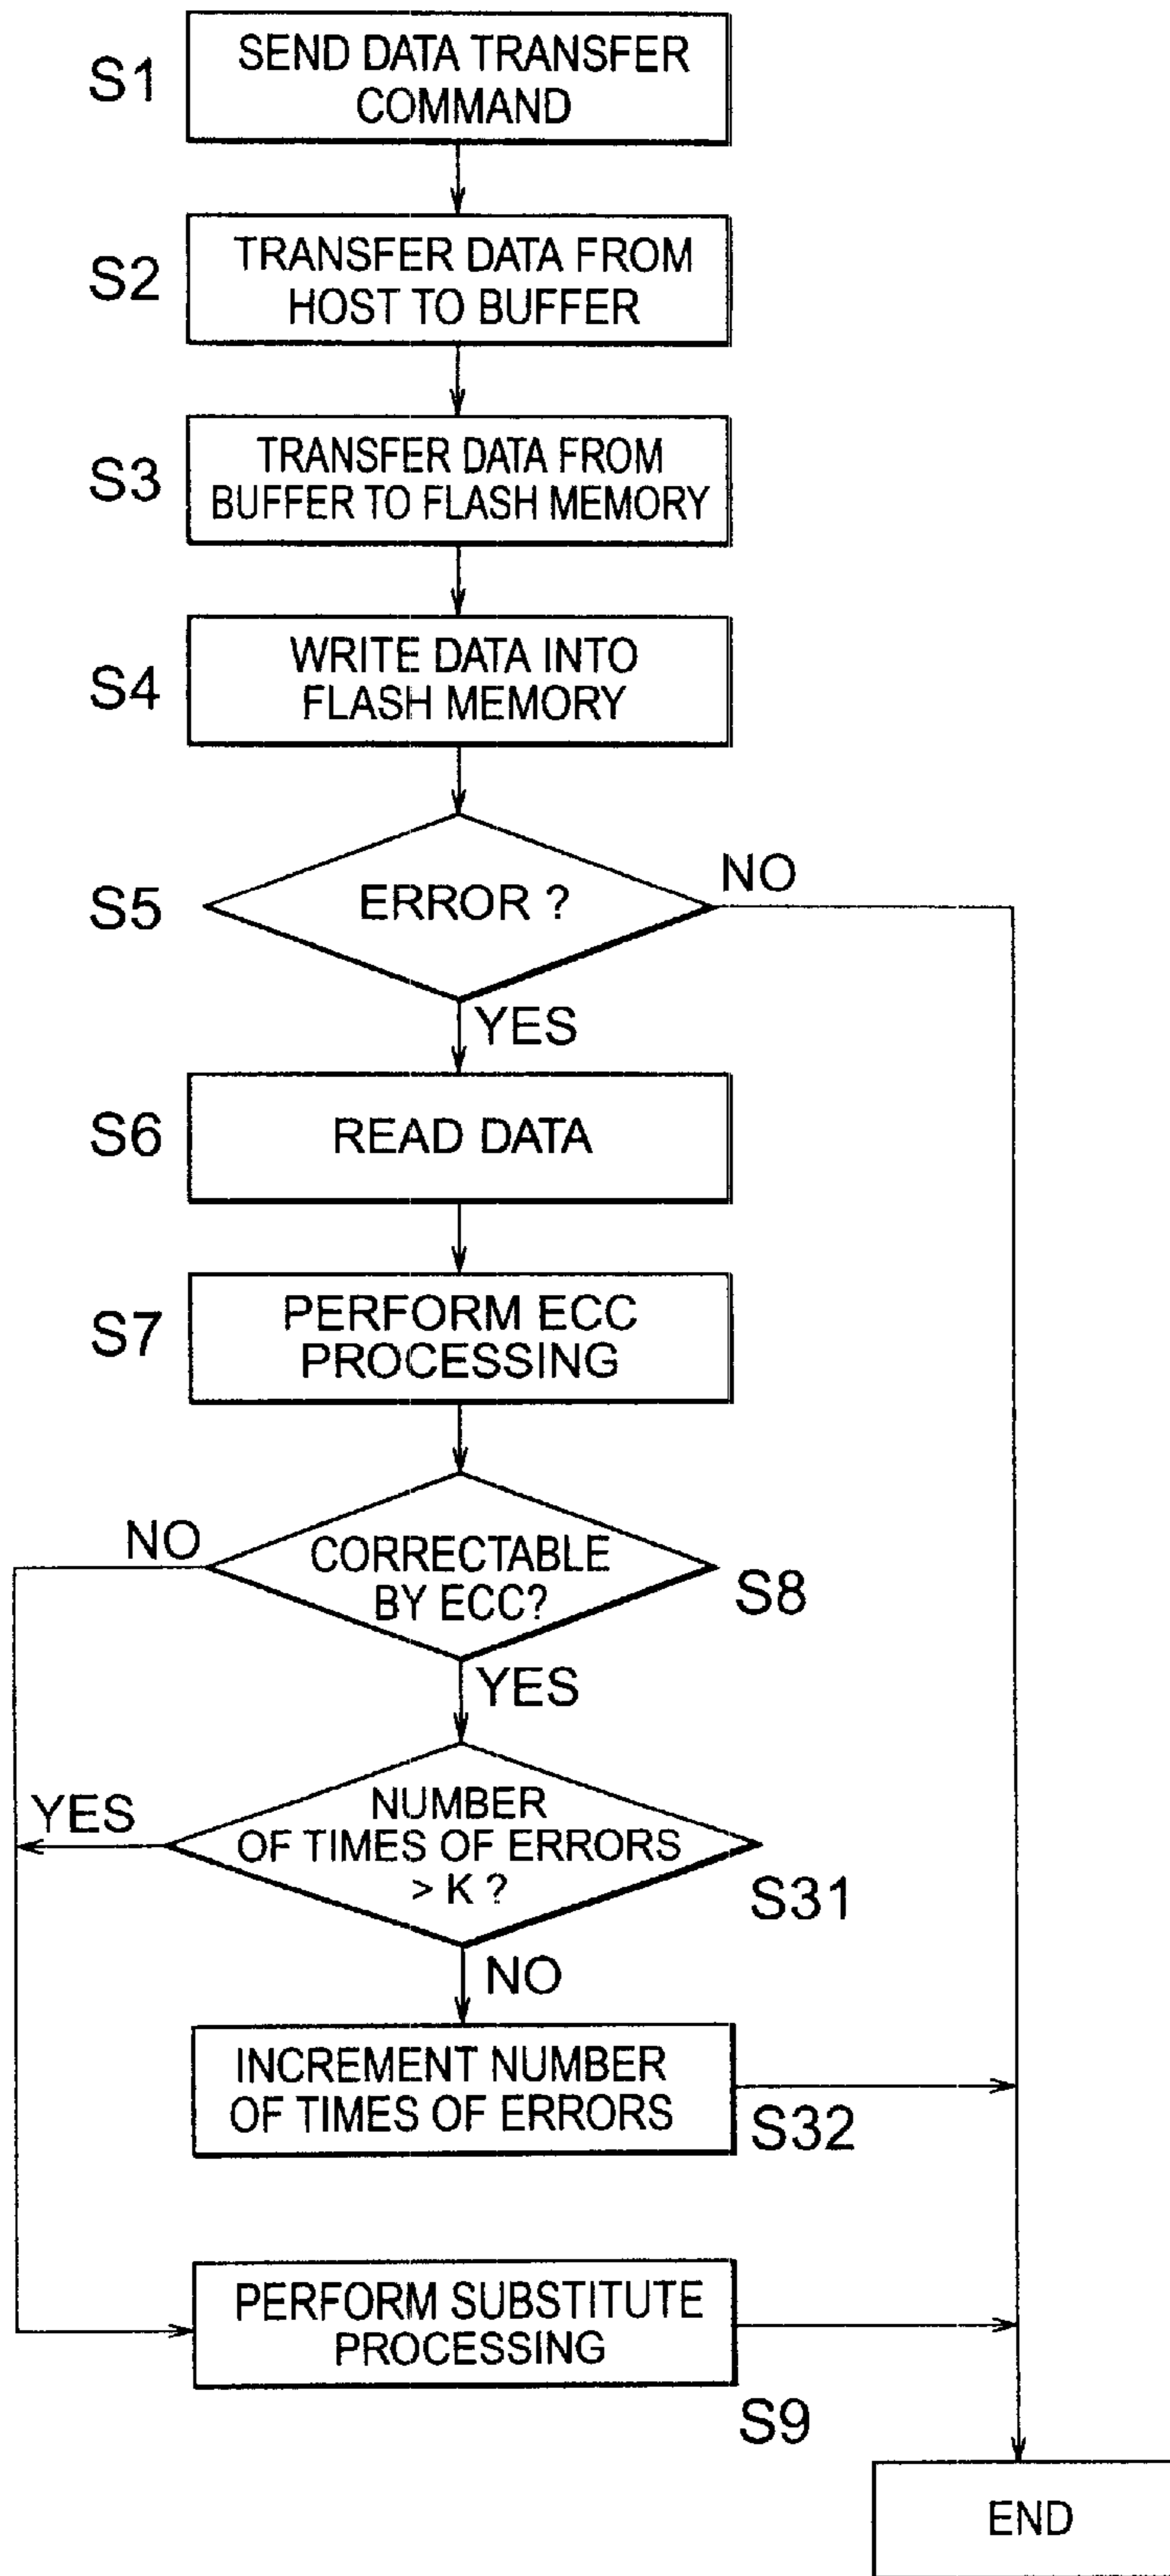 S1
SEND DATA TRANSFER
COMMAND
S2
TRANSFER DATA FROM
HOST TO BUFFER
S3
TRANSFER DATA FROM
BUFFER TO FLASH MEMORY
S4
WRITE DATA INTO
FLASH MEMORY
S5
ERROR ?
NO
YES
S6
READ DATA
S7
PERFORM ECC
PROCESSING
NO
CORRECTABLE
BY ECC?
S8
YES
YES
NUMBER
OF TIMES OF ERRORS
> K ?
S31
NO
INCREMENT NUMBER
OF TIMES OF ERRORS
S32
PERFORM SUBSTITUTE
PROCESSING
S9
END